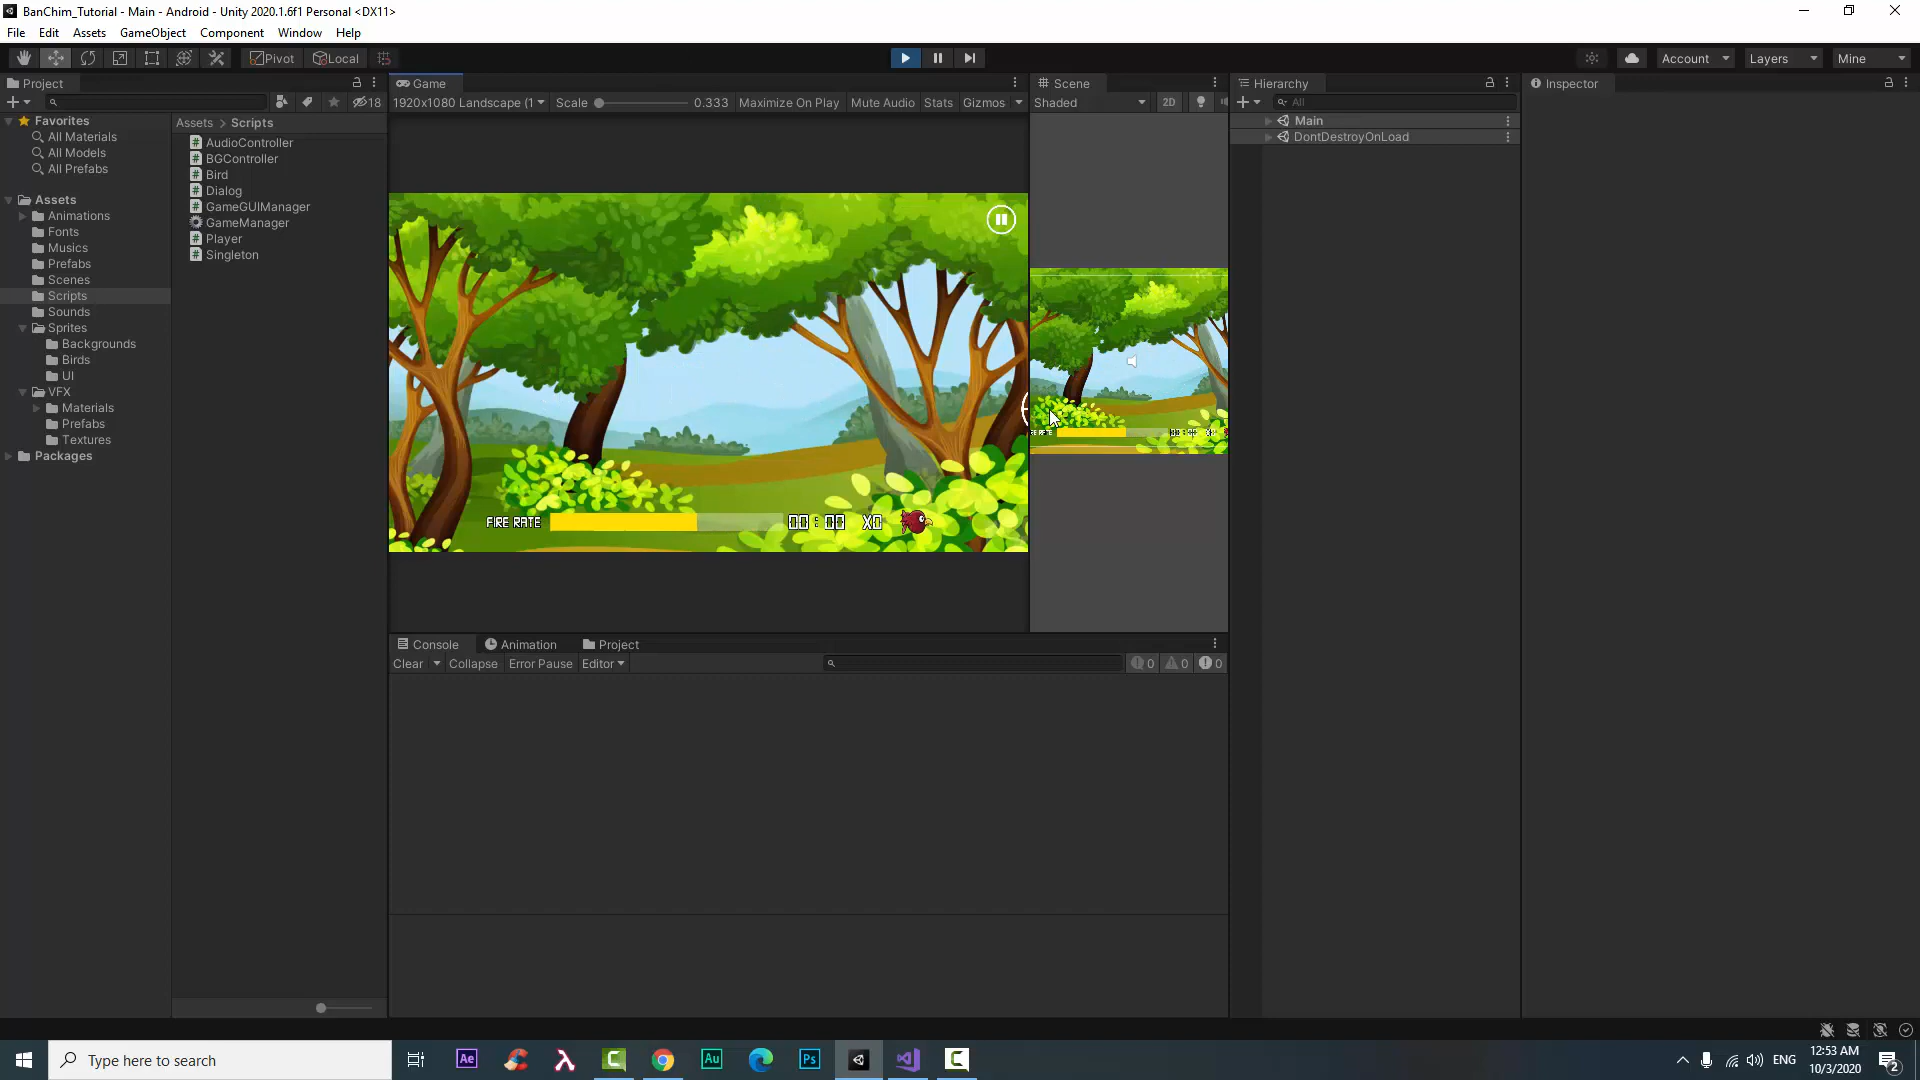 BanChim_Tutorial - Main - Android - Unity 2020.1.6f1 Personal <DX11>
File Edit Assets GameObject Component Window Help
Pivot Local Account Layers Mine
Project
18
Favorites
All Materials
All Models
All Prefabs
Assets
Animations
Fonts
Musics
Prefabs
Scenes
Scripts
Sounds
Sprites
Backgrounds
Birds
UI
VFX
Materials
Prefabs
Textures
Packages
Assets > Scripts
AudioController
BGController
Bird
Dialog
GameGUIManager
GameManager
Player
Singleton
Game
1920x1080 Landscape (1 Scale 0.333 Maximize On Play Mute Audio Stats Gizmos
FIRE RATE 00 : 00 X0
Scene
Shaded 2D
Hierarchy
All
Main
DontDestroyOnLoad
Inspector
Console Animation Project
Clear Collapse Error Pause Editor 0 0 0
Type here to search
Ae Au Ps
ENG
12:53 AM
10/3/2020
2